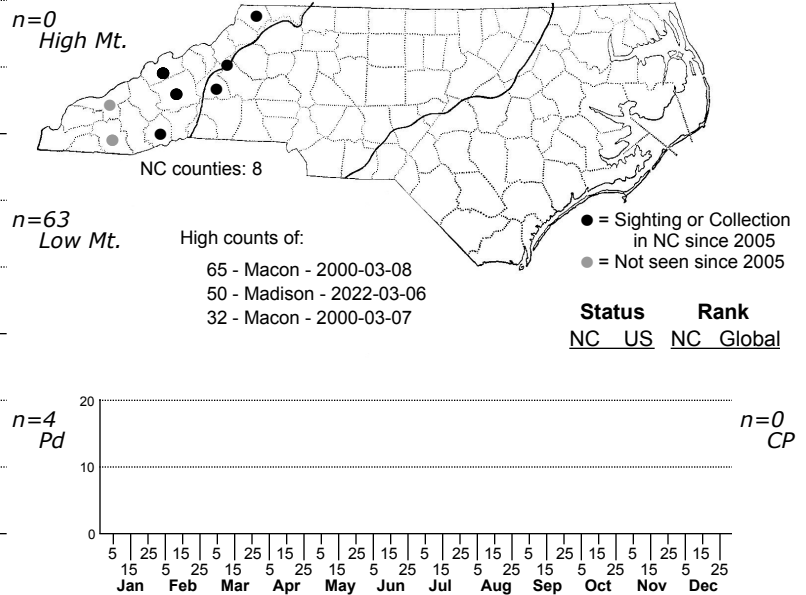 n=0
High Mt.
NC counties: 8
n=63
Low Mt.
High counts of:
65 - Macon - 2000-03-08
50 - Madison - 2022-03-06
32 - Macon - 2000-03-07
= Sighting or Collection
in NC since 2005
= Not seen since 2005
Status Rank
NC US NC Global
n=4
Pd
n=0
CP
20
10
0
5 25 15 5 25 15 5 25 15 5 25 15 5 25 15 5 25 15
15 5 25 15 5 25 15 5 25 15 5 25 15 5 25 15 5 25
Jan Feb Mar Apr May Jun Jul Aug Sep Oct Nov Dec